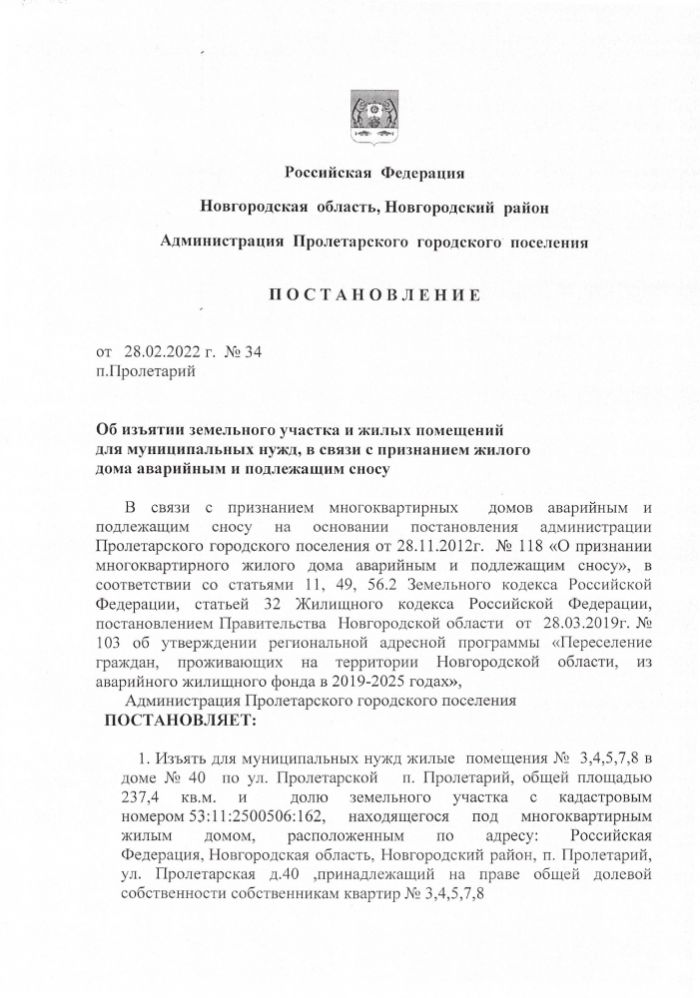 Российская Федерация
Новгородская область, Новгородский район
Администрация Пролетарского городского поселения
ПОСТАНОВЛЕНИЕ
от 28.02.2022 г. № 34
п.Пролетарий
Об изъятии земельного участка и жилых помещений
для муниципальных нужд, в связи с признанием жилого
дома аварийным и подлежащим сносу
В связи с признанием многоквартирных домов аварийным и
подлежащим сносу на основании постановления администрации
Пролетарского городского поселения от 28.11.2012г. № 118 «О признании
многоквартирного жилого дома аварийным и подлежащим сносу», в
соответствии со статьями 11, 49, 56.2 Земельного кодекса Российской
Федерации, статьей 32 Жилищного кодекса Российской Федерации,
постановлением Правительства Новгородской области от 28.03.2019г. №
103 об утверждении региональной адресной программы «Переселение
граждан, проживающих на территории Новгородской области, из
аварийного жилищного фонда в 2019-2025 годах»,
Администрация Пролетарского городского поселения
ПОСТАНОВЛЯЕТ:
1. Изъять для муниципальных нужд жилые помещения № 3,4,5,7,8 в
доме № 40 по ул. Пролетарской п. Пролетарий, общей площадью
237,4 кв.м. и долю земельного участка с кадастровым
номером 53:11:2500506:162, находящегося под многоквартирным
жилым домом, расположенным по адресу: Российская
Федерация, Новгородская область, Новгородский район, п. Пролетарий,
ул. Пролетарская д.40 ,принадлежащий на праве общей долевой
собственности собственникам квартир № 3,4,5,7,8